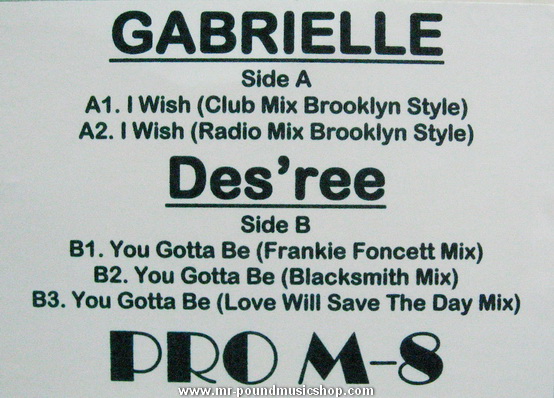 GABRIELLE
Side A
A1. I Wish (Club Mix Brooklyn Style)
A2. I Wish (Radio Mix Brooklyn Style)
Des'ree
Side B
B1. You Gotta Be (Frankie Foncett Mix)
B2. You Gotta Be (Blacksmith Mix)
B3. You Gotta Be (Love Will Save The Day Mix)
PRO M-8
www.mr-poundmusicshop.com